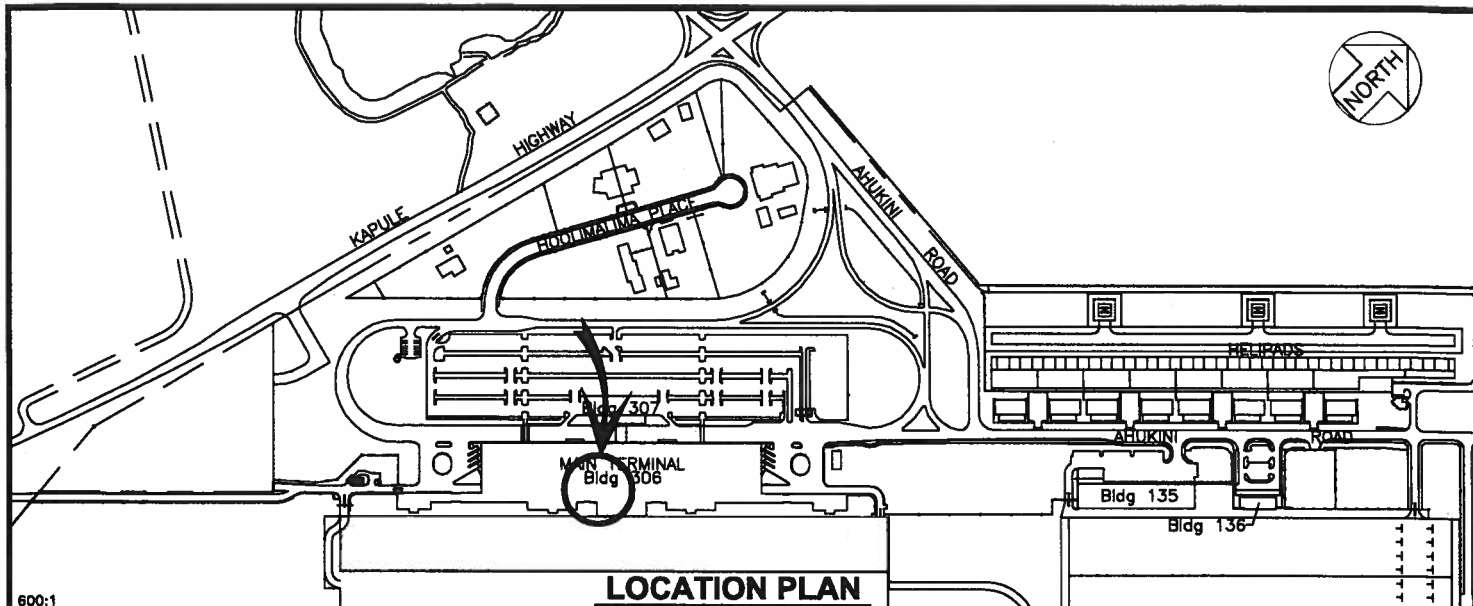 NORTH
KAPULE HIGHWAY
HOOLIMALIMA PLACE
AHUKINI ROAD
HELIPADS
Bldg 307
AHUKINI ROAD
MAIN TERMINAL
Bldg 306
Bldg 135
Bldg 136
LOCATION PLAN
600:1